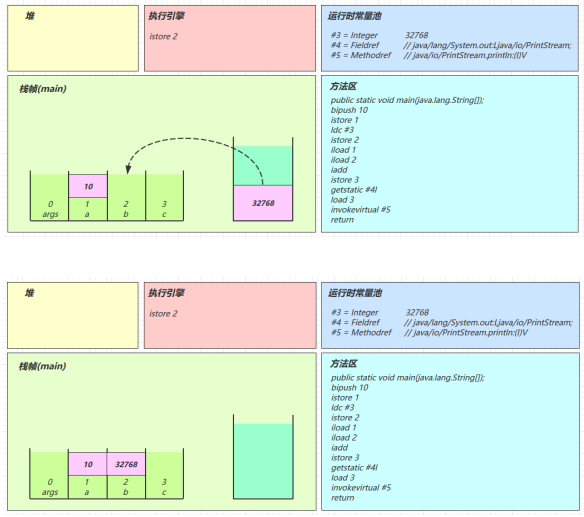 堆
执行引擎
istore 2
运行时常量池
#3 = Integer 32768
#4 = Fieldref // java/lang/System.out:Ljava/io/PrintStream;
#5 = Methodref // java/io/PrintStream.println:(I)V
栈帧(main)
10
32768
0 1 2 3
args a b c
方法区
public static void main(java.lang.String[]);
bipush 10
istore 1
ldc #3
istore 2
iload 1
iload 2
iadd
istore 3
getstatic #4l
load 3
invokevirtual #5
return
堆
执行引擎
istore 2
运行时常量池
#3 = Integer 32768
#4 = Fieldref // java/lang/System.out:Ljava/io/PrintStream;
#5 = Methodref // java/io/PrintStream.println:(I)V
栈帧(main)
10 32768
0 1 2 3
args a b c
方法区
public static void main(java.lang.String[]);
bipush 10
istore 1
ldc #3
istore 2
iload 1
iload 2
iadd
istore 3
getstatic #4l
load 3
invokevirtual #5
return